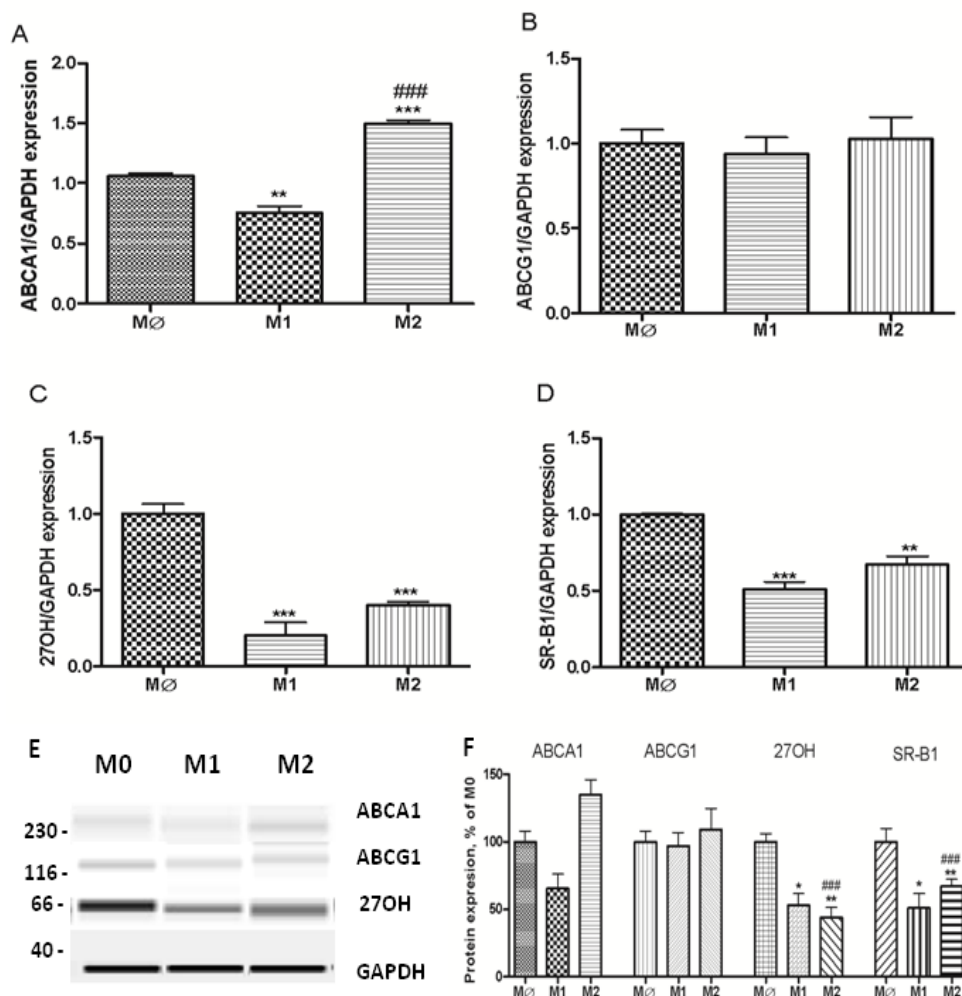 A
ABCA1/GAPDH expression
2.0
1.5
1.0
0.5
0.0
###
***
**
MØ M1 M2
B
ABCG1/GAPDH expression
1.5
1.0
0.5
0.0
MØ M1 M2
C
27OH/GAPDH expression
1.5
1.0
0.5
0.0
*** ***
MØ M1 M2
D
SR-B1/GAPDH expression
1.5
1.0
0.5
0.0
*** **
MØ M1 M2
E
M0 M1 M2
230 -
116 -
66 -
40 -
ABCA1
ABCG1
27OH
GAPDH
F
ABCA1 ABCG1 27OH SR-B1
Protein expresion, % of M0
150
100
50
0
* ### ** * ### **
MØ M1 M2 MØ M1 M2 MØ M1 M2 MØ M1 M2